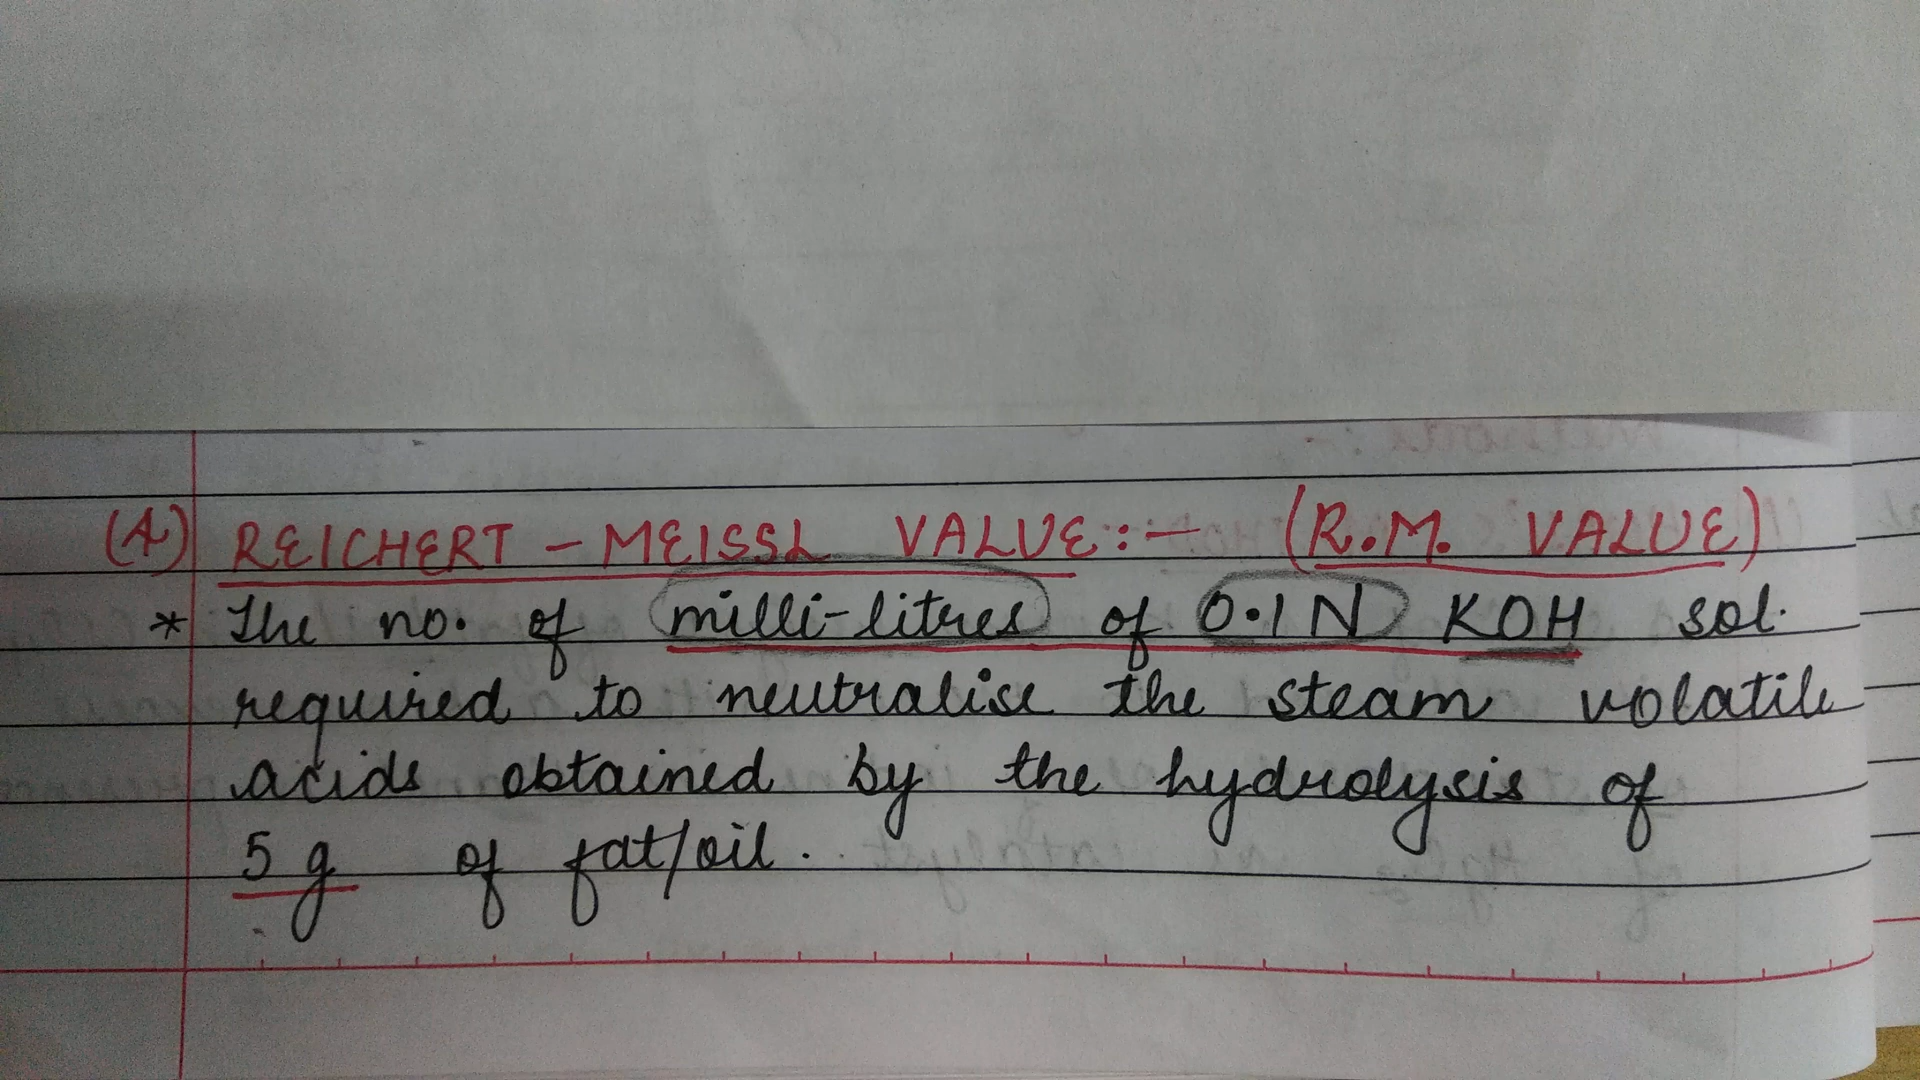 (4) REICHERT - MEISSL VALUE:- (R.M. VALUE)
* The no. of milli-litres of 0.1N KOH sol.
required to neutralise the steam volatile
acids obtained by the hydrolysis of
5 g of fat/oil.